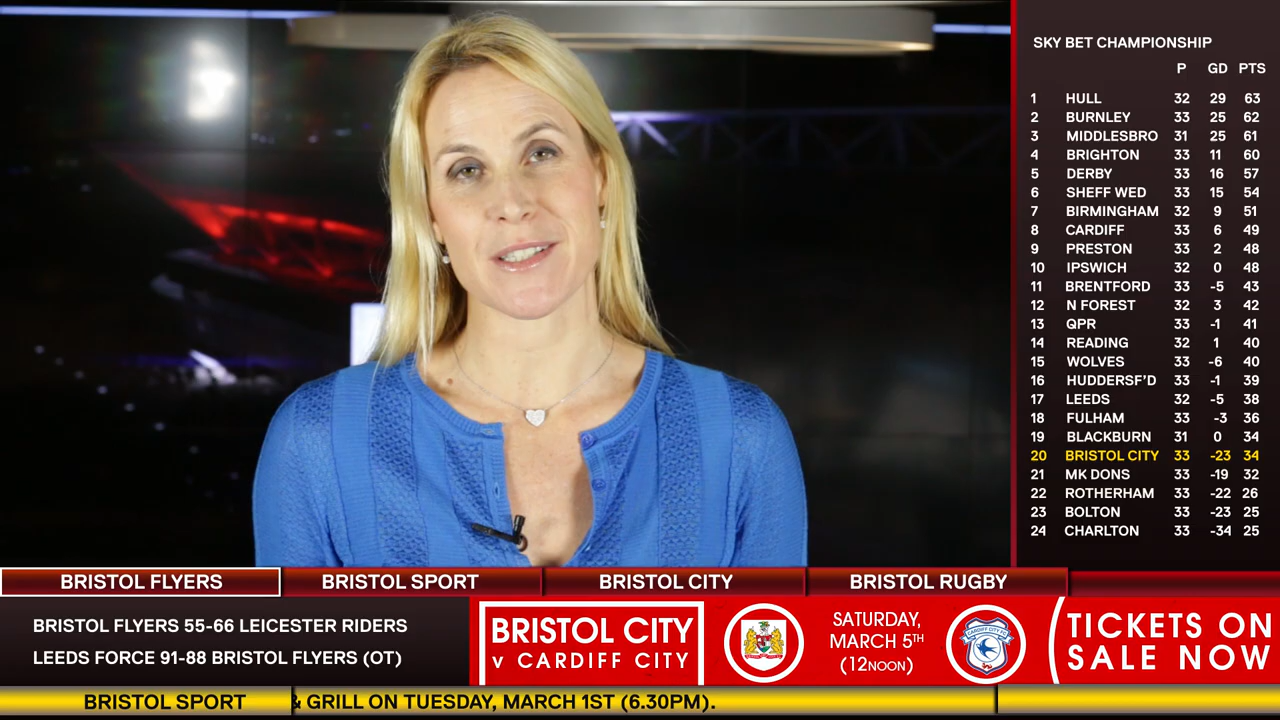 SKY BET CHAMPIONSHIP
P GD PTS
1 HULL 32 29 63
2 BURNLEY 33 25 62
3 MIDDLESBRO 31 25 61
4 BRIGHTON 33 11 60
5 DERBY 33 16 57
6 SHEFF WED 33 15 54
7 BIRMINGHAM 32 9 51
8 CARDIFF 33 6 49
9 PRESTON 33 2 48
10 IPSWICH 32 0 48
11 BRENTFORD 33 -5 43
12 N FOREST 32 3 42
13 QPR 33 -1 41
14 READING 32 1 40
15 WOLVES 33 -6 40
16 HUDDERSF'D 33 -1 39
17 LEEDS 32 -5 38
18 FULHAM 33 -3 36
19 BLACKBURN 31 0 34
20 BRISTOL CITY 33 -23 34
21 MK DONS 33 -19 32
22 ROTHERHAM 33 -22 26
23 BOLTON 33 -23 25
24 CHARLTON 33 -34 25
BRISTOL FLYERS BRISTOL SPORT BRISTOL CITY BRISTOL RUGBY
BRISTOL FLYERS 55-66 LEICESTER RIDERS
LEEDS FORCE 91-88 BRISTOL FLYERS (OT)
BRISTOL CITY
v CARDIFF CITY
SATURDAY,
MARCH 5TH
(12NOON)
CARDIFF CITY FC
TICKETS ON
SALE NOW
BRISTOL SPORT & GRILL ON TUESDAY, MARCH 1ST (6.30PM).